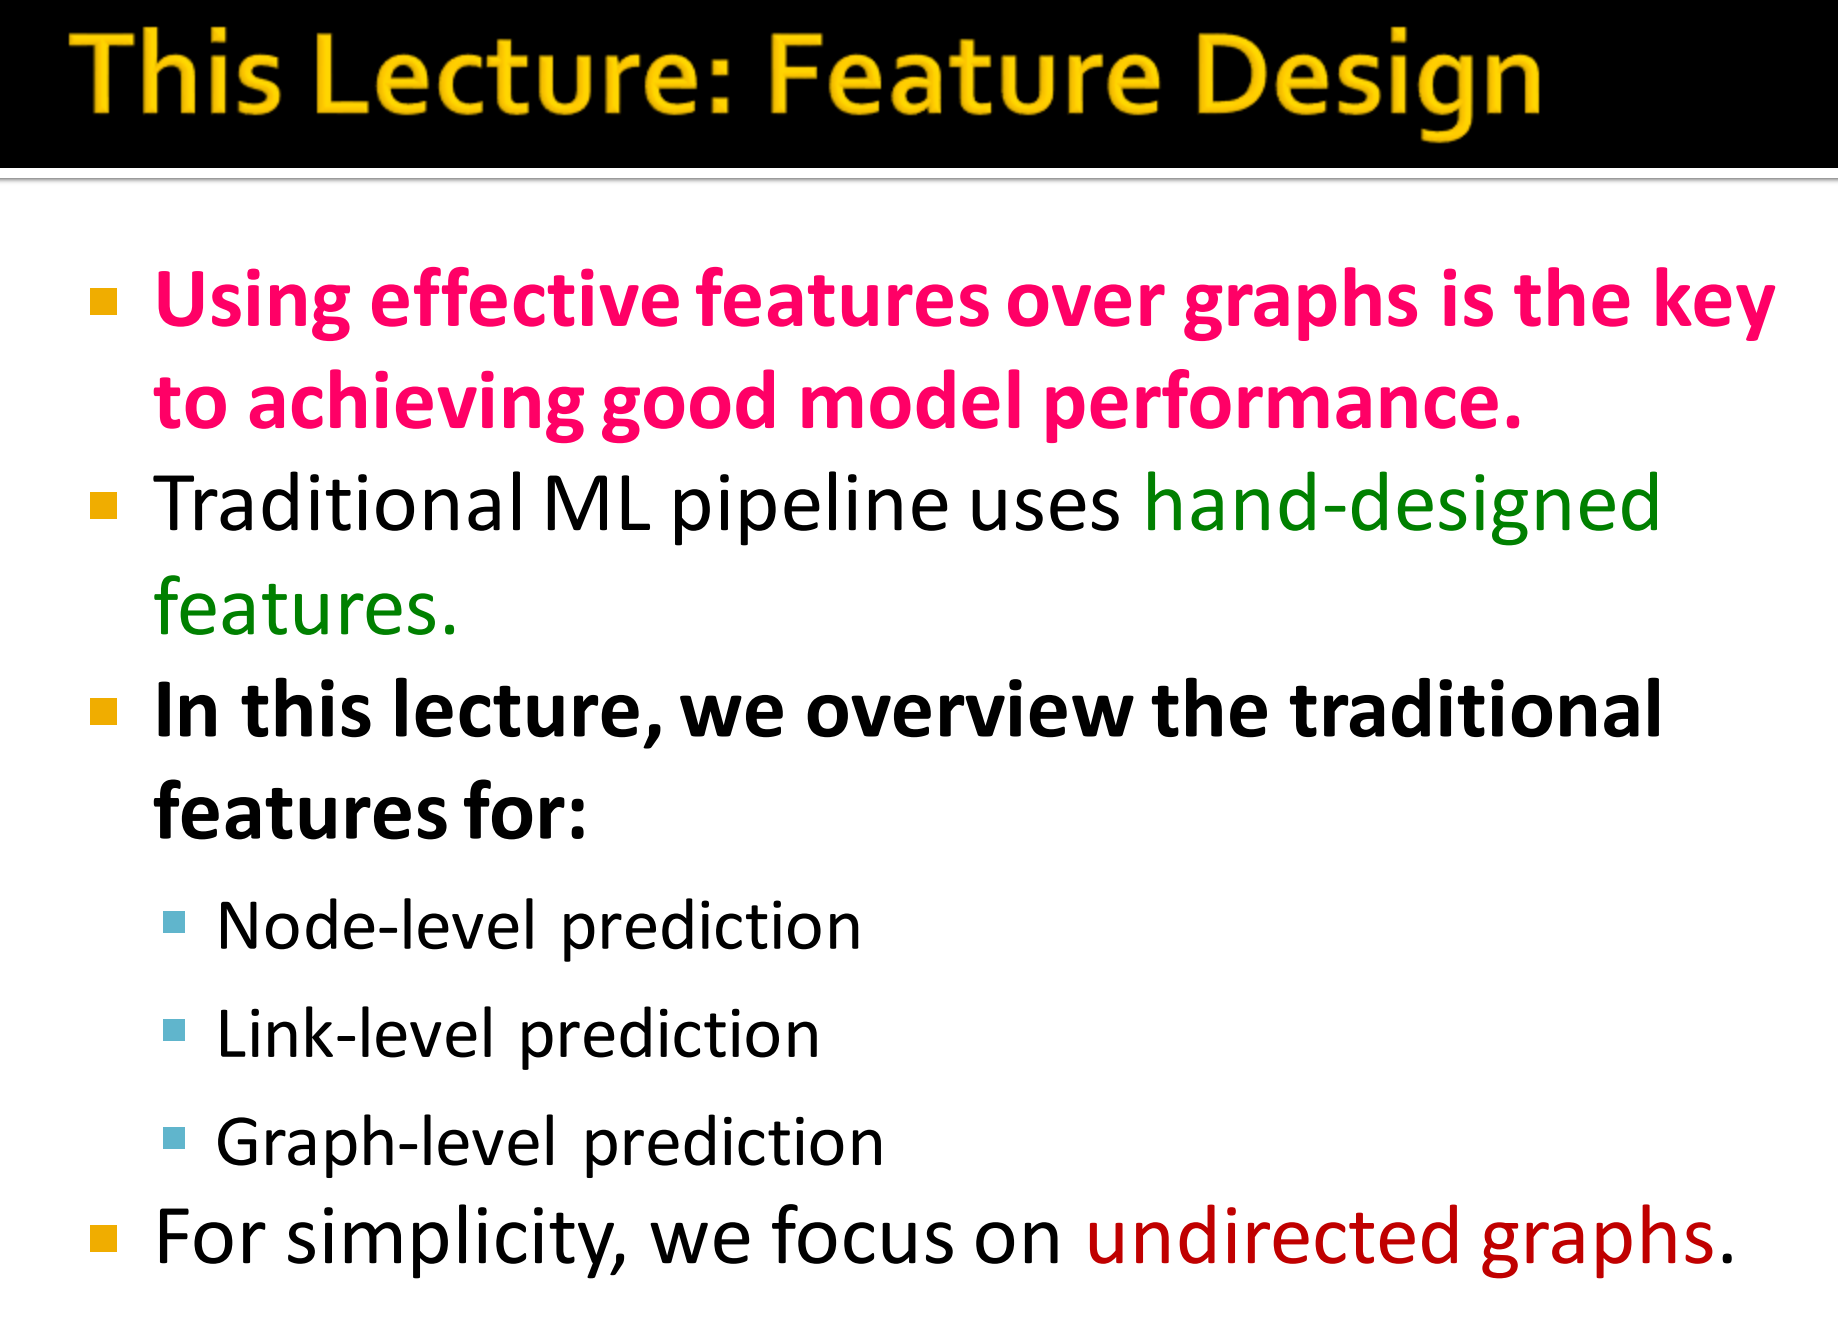 This Lecture: Feature Design
Using effective features over graphs is the key
to achieving good model performance.
Traditional ML pipeline uses hand-designed
features.
In this lecture, we overview the traditional
features for:
Node-level prediction
Link-level prediction
Graph-level prediction
For simplicity, we focus on undirected graphs.